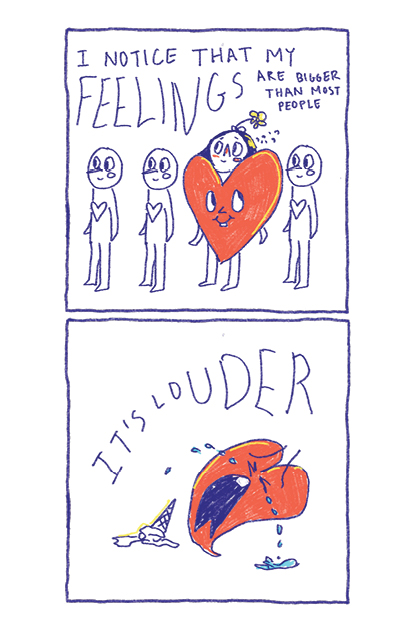 I NOTICE THAT MY
FEELINGS
ARE BIGGER
THAN MOST
PEOPLE
IT'S LOUDER